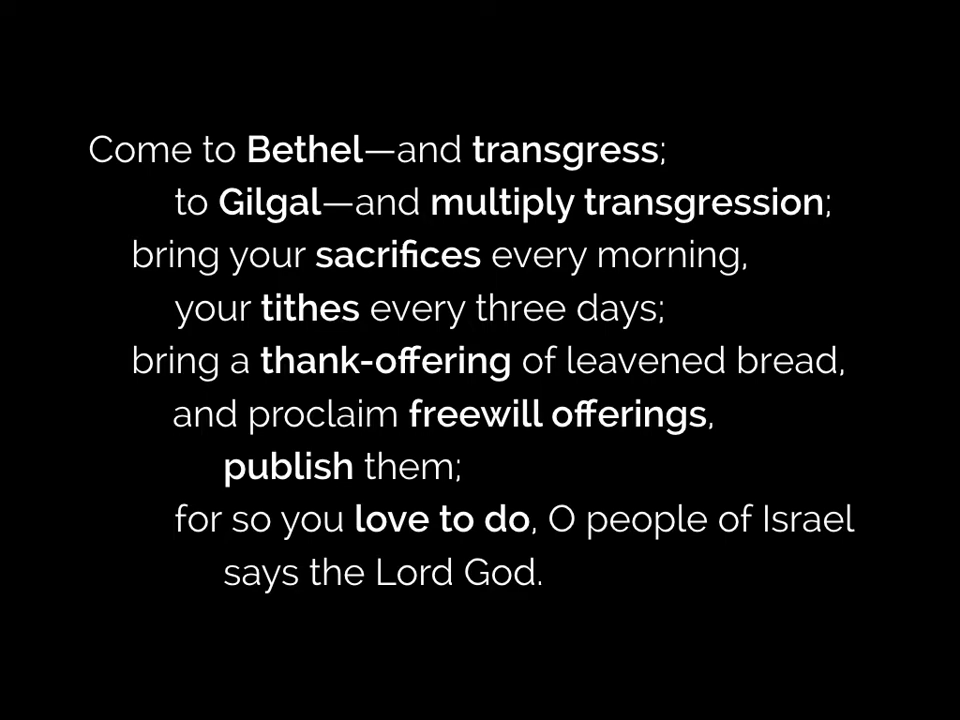 Come to Bethel—and transgress;
to Gilgal—and multiply transgression;
bring your sacrifices every morning,
your tithes every three days;
bring a thank-offering of leavened bread,
and proclaim freewill offerings,
publish them;
for so you love to do, O people of Israel
says the Lord God.